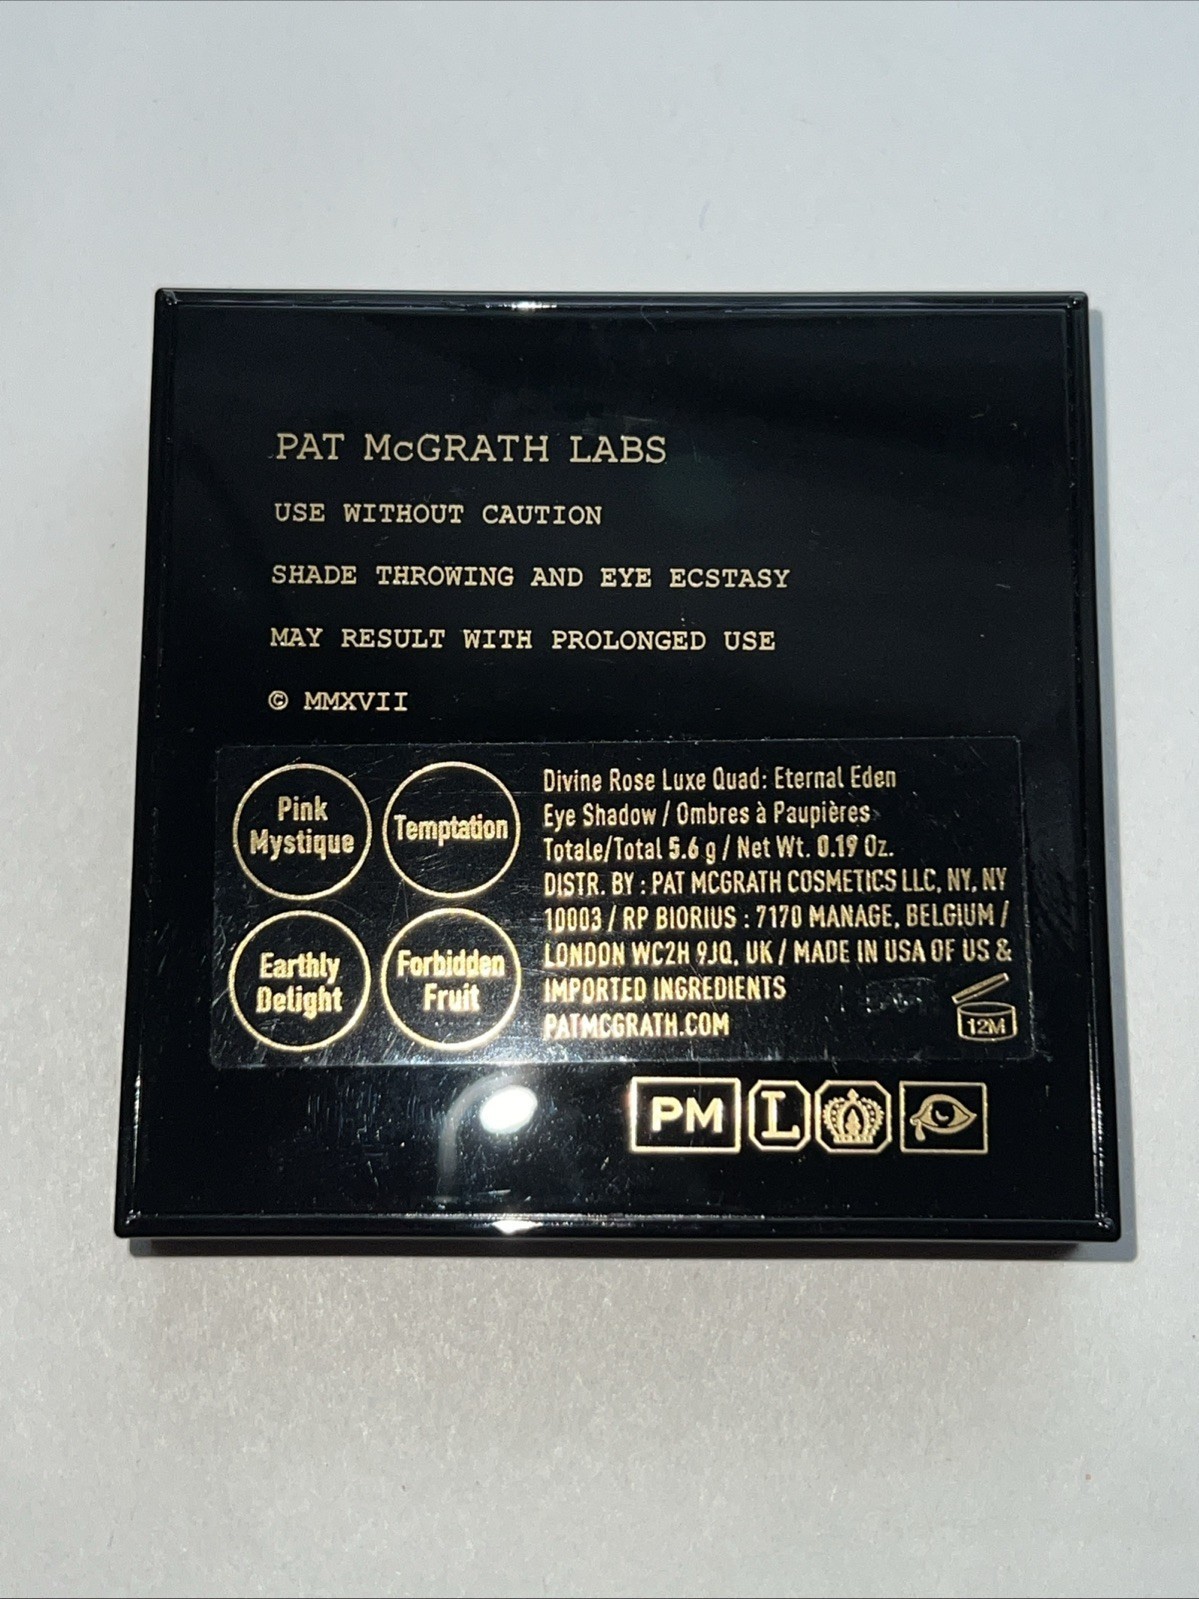 PAT McGRATH LABS
USE WITHOUT CAUTION
SHADE THROWING AND EYE ECSTASY
MAY RESULT WITH PROLONGED USE
© MMXVII
Pink
Mystique
Temptation
Earthly
Delight
Forbidden
Fruit
Divine Rose Luxe Quad: Eternal Eden
Eye Shadow / Ombres à Paupières
Totale/Total 5.6 g / Net Wt. 0.19 Oz.
DISTR. BY : PAT MCGRATH COSMETICS LLC, NY, NY
10003 / RP BIORIUS : 7170 MANAGE, BELGIUM /
LONDON WC2H 9JQ, UK / MADE IN USA OF US &
IMPORTED INGREDIENTS
PATMCGRATH.COM
12M
PM L